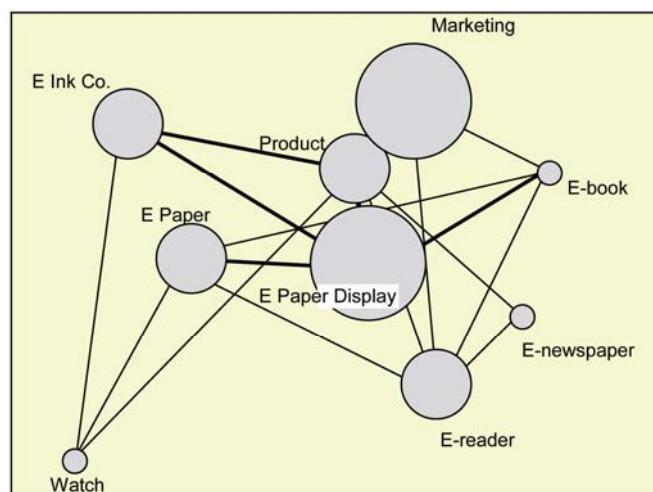 Marketing
E Ink Co.
Product
E-book
E Paper
E Paper Display
E-newspaper
E-reader
Watch